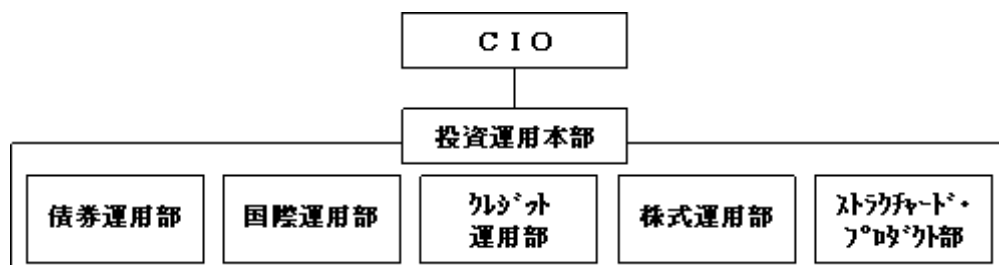 ＣＩＯ
投資運用本部
債券運用部
国際運用部
ｸﾚｼﾞｯﾄ
運用部
株式運用部
ｽﾄﾗｸﾁｬｰﾄﾞ・
ﾌﾟﾛﾀﾞｸﾄ部